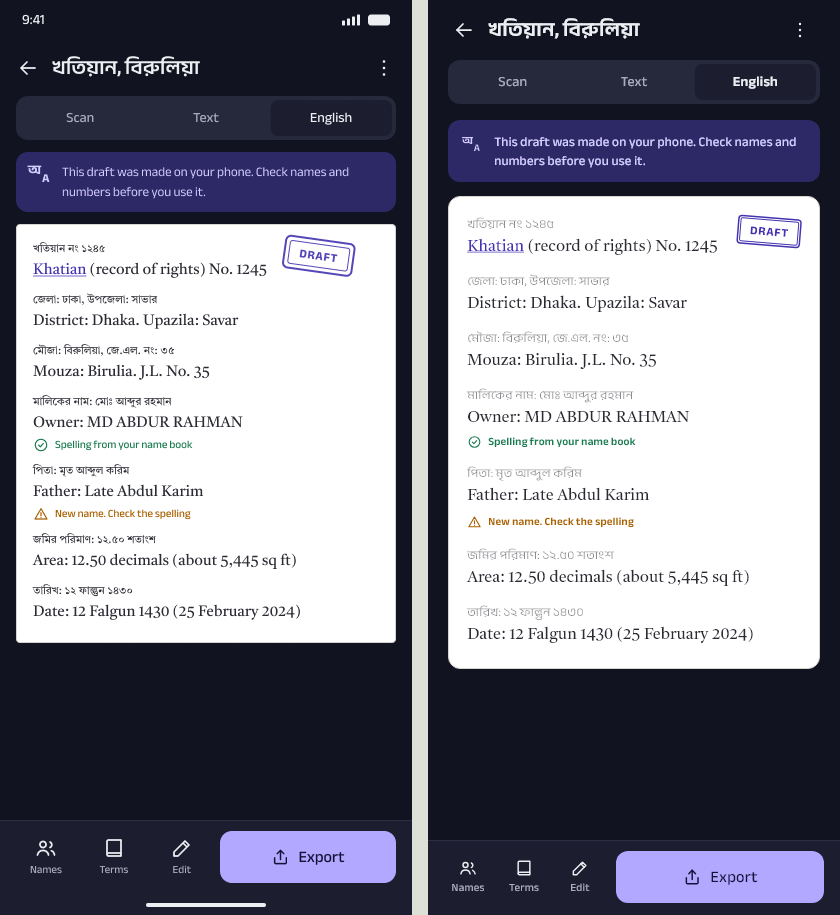 9:41
খতিয়ান, বিরুলিয়া
Scan Text English
অA This draft was made on your phone. Check names and
numbers before you use it.
খতিয়ান নং ১২৪৫
DRAFT
Khatian (record of rights) No. 1245
জেলা: ঢাকা, উপজেলা: সাভার
District: Dhaka. Upazila: Savar
মৌজা: বিরুলিয়া, জে.এল. নং: ৩৫
Mouza: Birulia. J.L. No. 35
মালিকের নাম: মোঃ আব্দুর রহমান
Owner: MD ABDUR RAHMAN
Spelling from your name book
পিতা: মৃত আব্দুল করিম
Father: Late Abdul Karim
New name. Check the spelling
জমির পরিমাণ: ১২.৫০ শতাংশ
Area: 12.50 decimals (about 5,445 sq ft)
তারিখ: ১২ ফাল্গুন ১৪৩০
Date: 12 Falgun 1430 (25 February 2024)
Names Terms Edit Export
খতিয়ান, বিরুলিয়া
Scan Text English
অA This draft was made on your phone. Check names and
numbers before you use it.
খতিয়ান নং ১২৪৫
DRAFT
Khatian (record of rights) No. 1245
জেলা: ঢাকা, উপজেলা: সাভার
District: Dhaka. Upazila: Savar
মৌজা: বিরুলিয়া, জে.এল. নং: ৩৫
Mouza: Birulia. J.L. No. 35
মালিকের নাম: মোঃ আব্দুর রহমান
Owner: MD ABDUR RAHMAN
Spelling from your name book
পিতা: মৃত আব্দুল করিম
Father: Late Abdul Karim
New name. Check the spelling
জমির পরিমাণ: ১২.৫০ শতাংশ
Area: 12.50 decimals (about 5,445 sq ft)
তারিখ: ১২ ফাল্গুন ১৪৩০
Date: 12 Falgun 1430 (25 February 2024)
Names Terms Edit Export